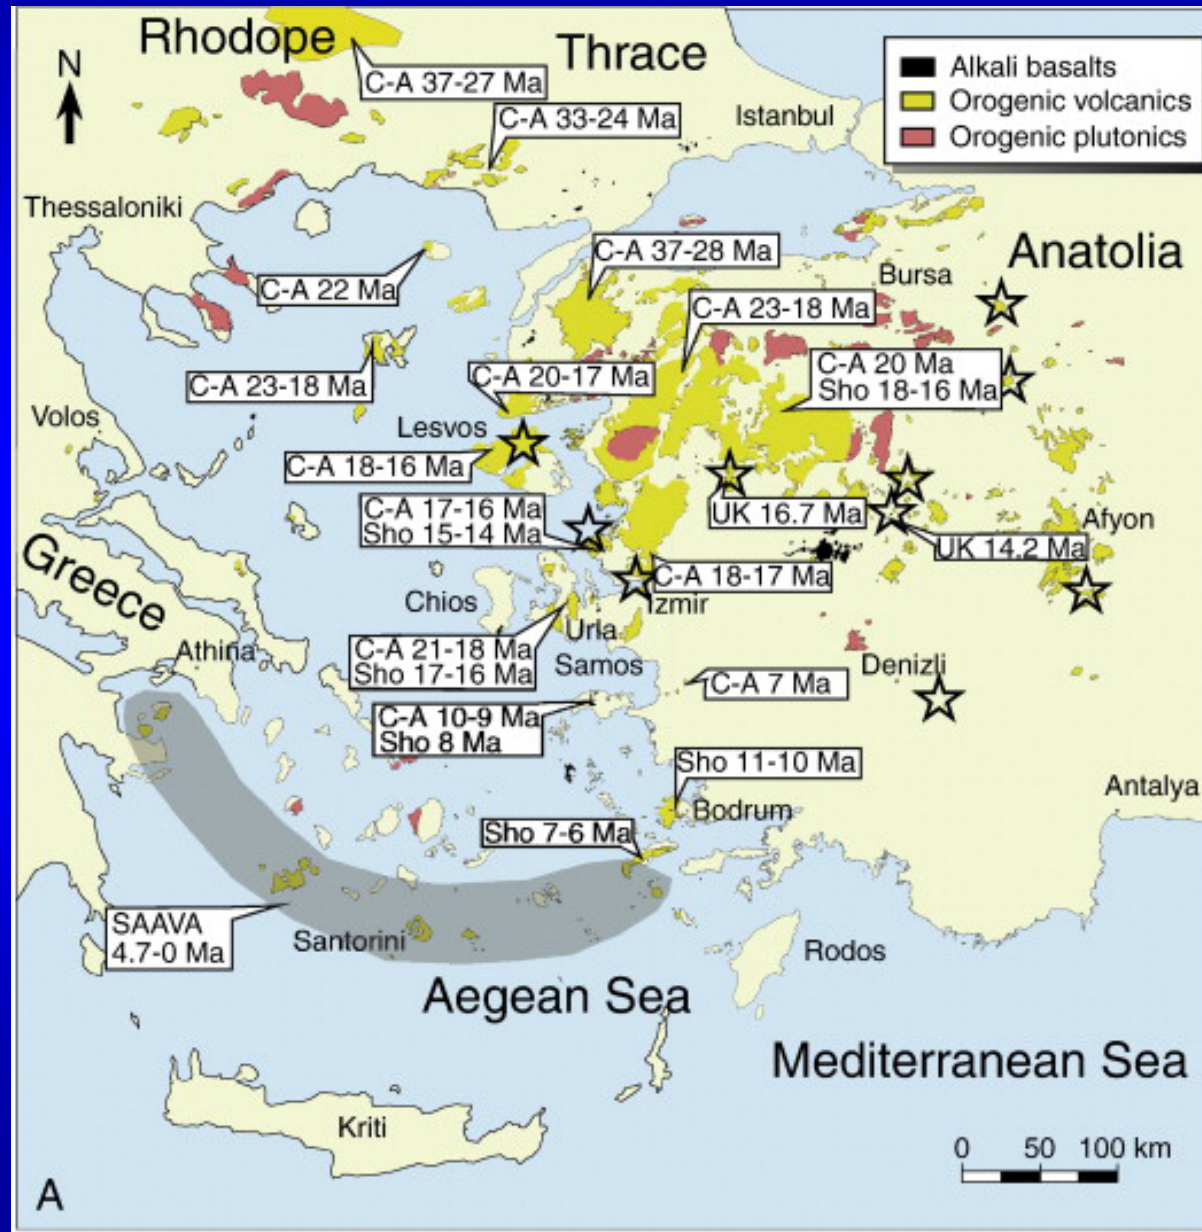 Rhodope
Thrace
N
C-A 37-27 Ma
C-A 33-24 Ma
Istanbul
Alkali basalts
Orogenic volcanics
Orogenic plutonics
Thessaloniki
Anatolia
C-A 37-28 Ma
Bursa
C-A 22 Ma
C-A 23-18 Ma
C-A 20 Ma
Sho 18-16 Ma
C-A 23-18 Ma
C-A 20-17 Ma
Volos
Lesvos
C-A 18-16 Ma
C-A 17-16 Ma
Sho 15-14 Ma
UK 16.7 Ma
Afyon
UK 14.2 Ma
Greece
C-A 18-17 Ma
Chios
Izmir
Urla
Athina
C-A 21-18 Ma
Sho 17-16 Ma
Samos
Denizli
C-A 7 Ma
C-A 10-9 Ma
Sho 8 Ma
Sho 11-10 Ma
Antalya
Bodrum
Sho 7-6 Ma
SAAVA
4.7-0 Ma
Santorini
Rodos
Aegean Sea
Mediterranean Sea
Kriti
0 50 100 km
A